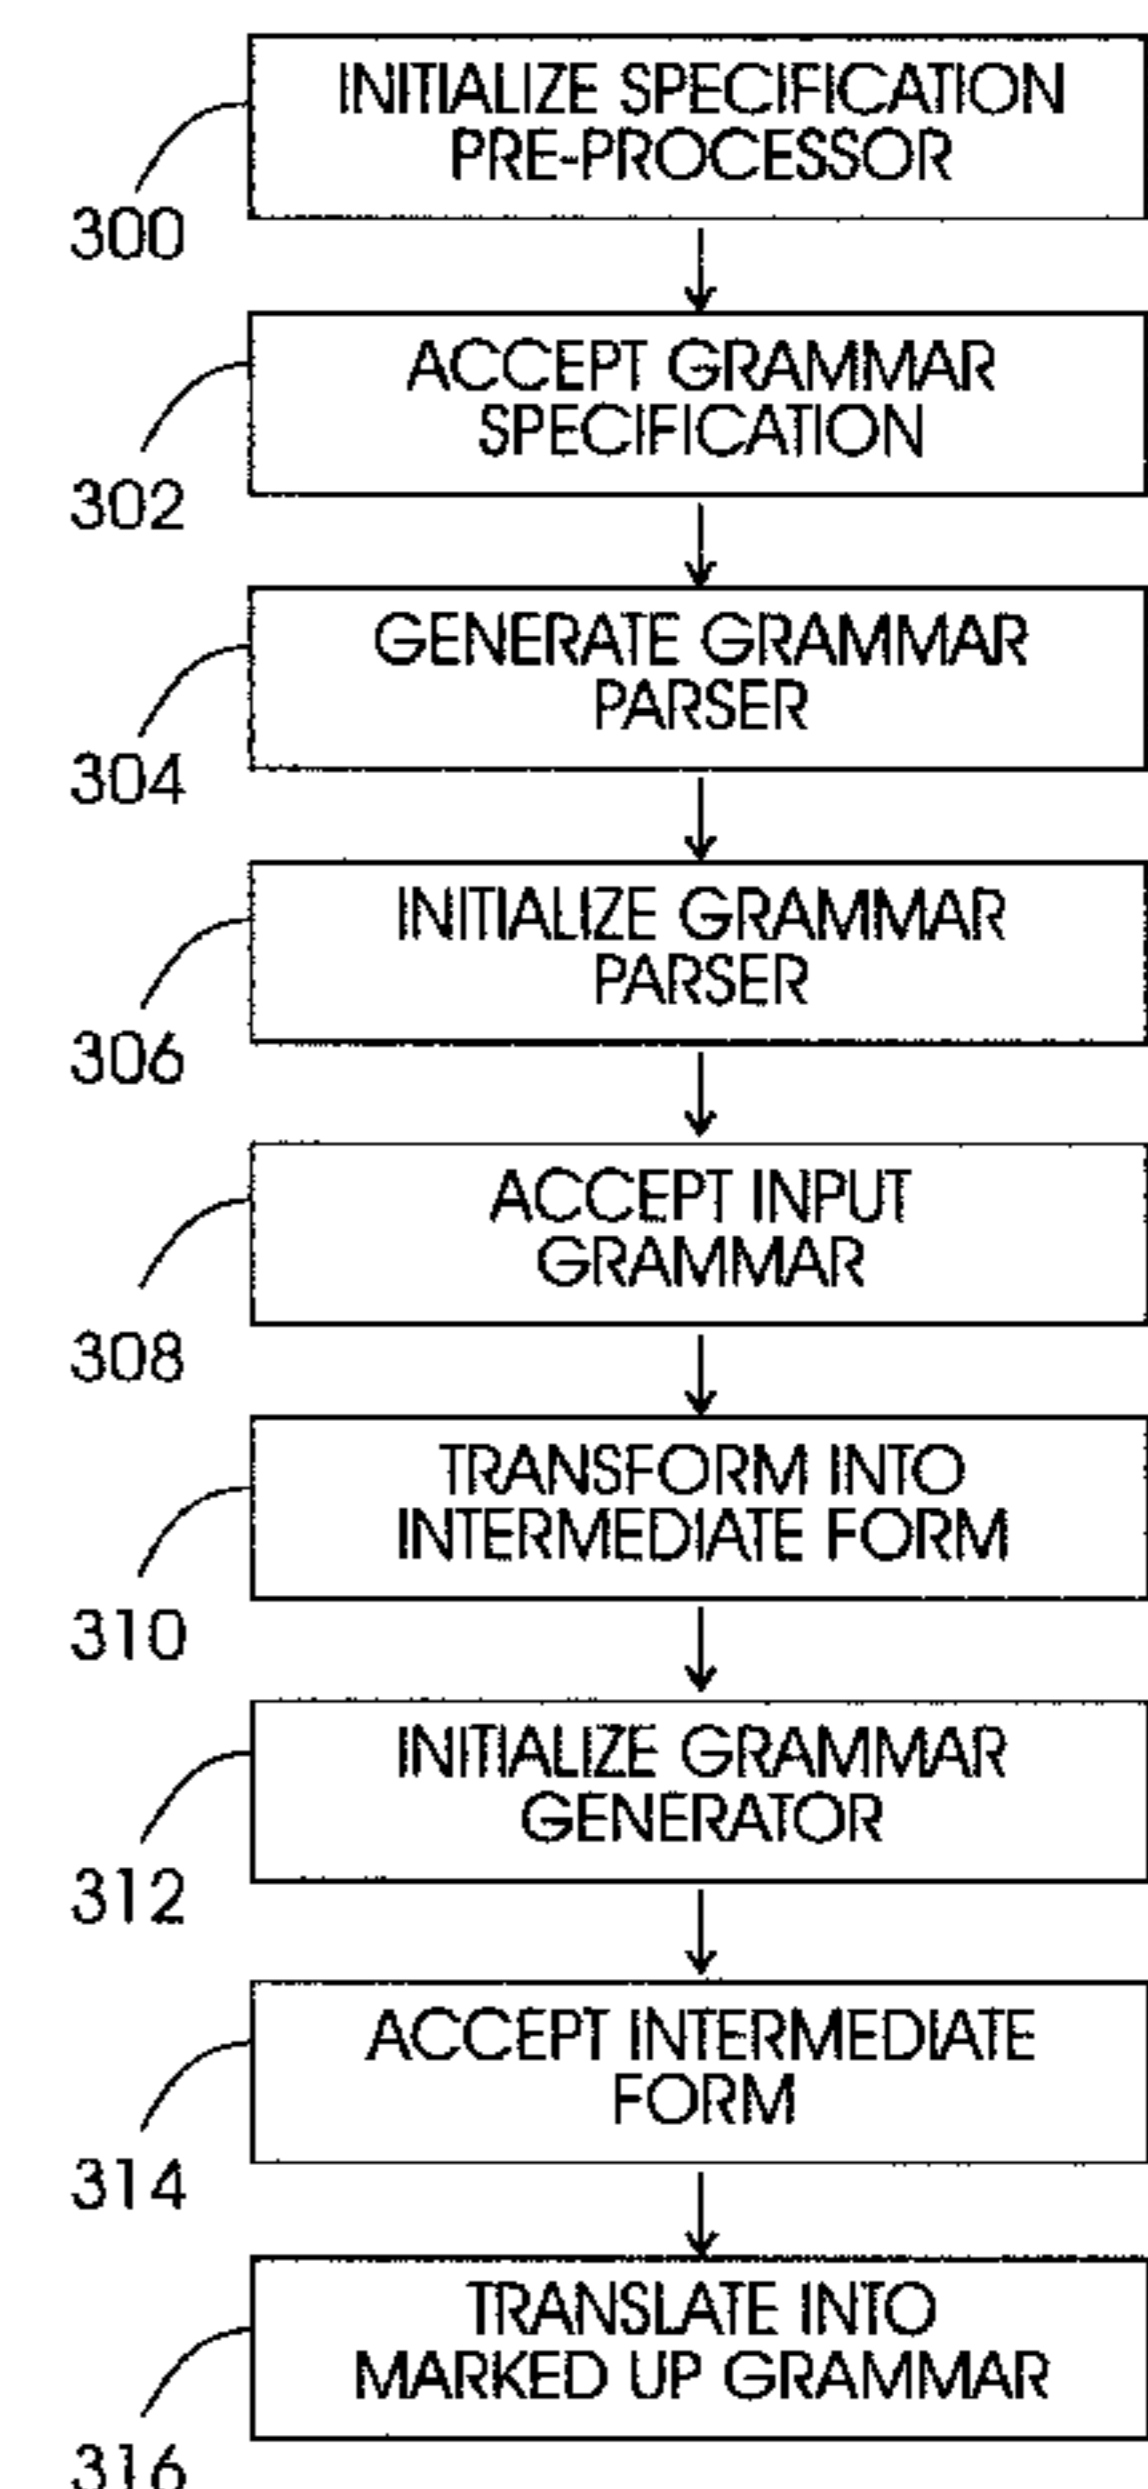 INITIALIZE SPECIFICATION
PRE-PROCESSOR
300
ACCEPT GRAMMAR
SPECIFICATION
302
GENERATE GRAMMAR
PARSER
304
INITIALIZE GRAMMAR
PARSER
306
ACCEPT INPUT
GRAMMAR
308
TRANSFORM INTO
INTERMEDIATE FORM
310
INITIALIZE GRAMMAR
GENERATOR
312
ACCEPT INTERMEDIATE
FORM
314
TRANSLATE INTO
MARKED UP GRAMMAR
316